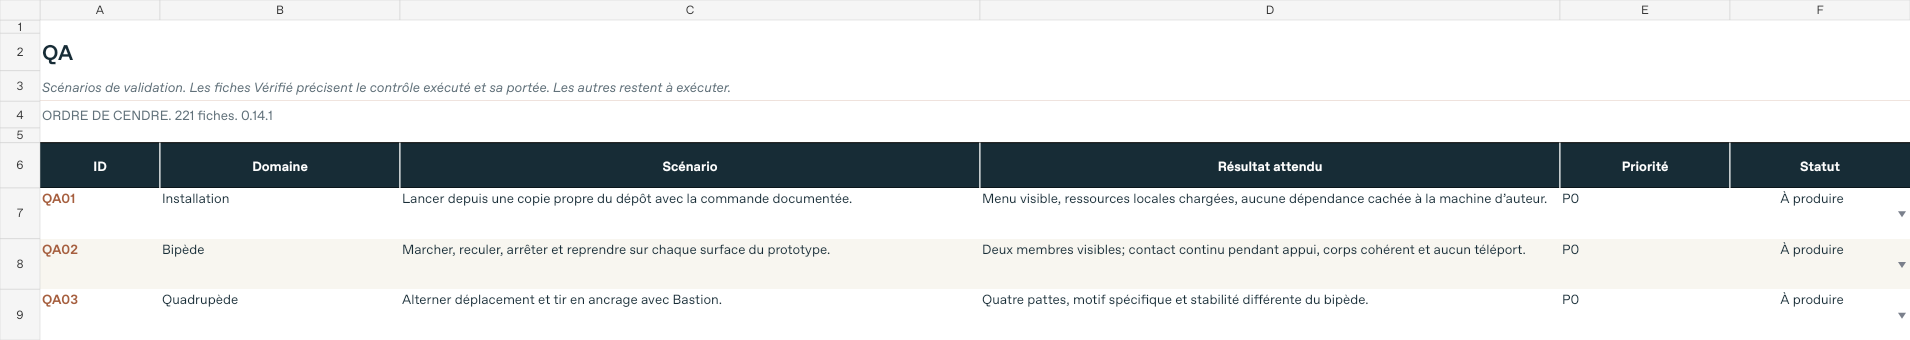 A B C D E F
1
2 QA
3 Scénarios de validation. Les fiches Vérifié précisent le contrôle exécuté et sa portée. Les autres restent à exécuter.
4 ORDRE DE CENDRE. 221 fiches. 0.14.1
5
6 ID Domaine Scénario Résultat attendu Priorité Statut
7 QA01 Installation Lancer depuis une copie propre du dépôt avec la commande documentée. Menu visible, ressources locales chargées, aucune dépendance cachée à la machine d’auteur. P0 À produire
8 QA02 Bipède Marcher, reculer, arrêter et reprendre sur chaque surface du prototype. Deux membres visibles; contact continu pendant appui, corps cohérent et aucun téléport. P0 À produire
9 QA03 Quadrupède Alterner déplacement et tir en ancrage avec Bastion. Quatre pattes, motif spécifique et stabilité différente du bipède. P0 À produire